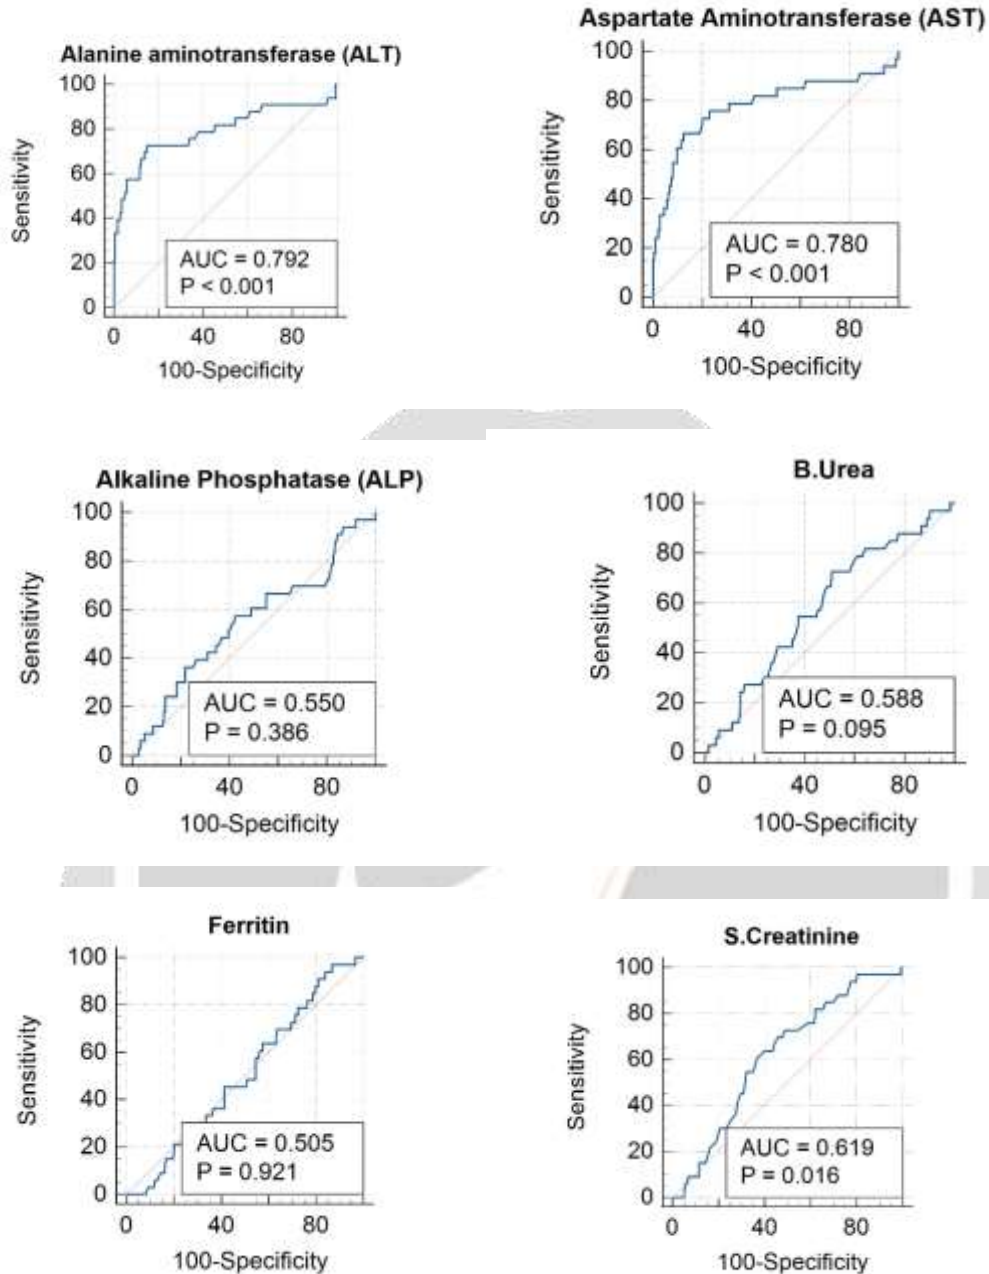 Alanine aminotransferase (ALT)
100
80
60
40
20
0
Sensitivity
AUC = 0.792
P < 0.001
0 40 80
100-Specificity
Aspartate Aminotransferase (AST)
100
80
60
40
20
0
Sensitivity
AUC = 0.780
P < 0.001
0 40 80
100-Specificity
Alkaline Phosphatase (ALP)
100
80
60
40
20
0
Sensitivity
AUC = 0.550
P = 0.386
0 40 80
100-Specificity
B.Urea
100
80
60
40
20
0
Sensitivity
AUC = 0.588
P = 0.095
0 40 80
100-Specificity
Ferritin
100
80
60
40
20
0
Sensitivity
AUC = 0.505
P = 0.921
0 40 80
100-Specificity
S.Creatinine
100
80
60
40
20
0
Sensitivity
AUC = 0.619
P = 0.016
0 40 80
100-Specificity